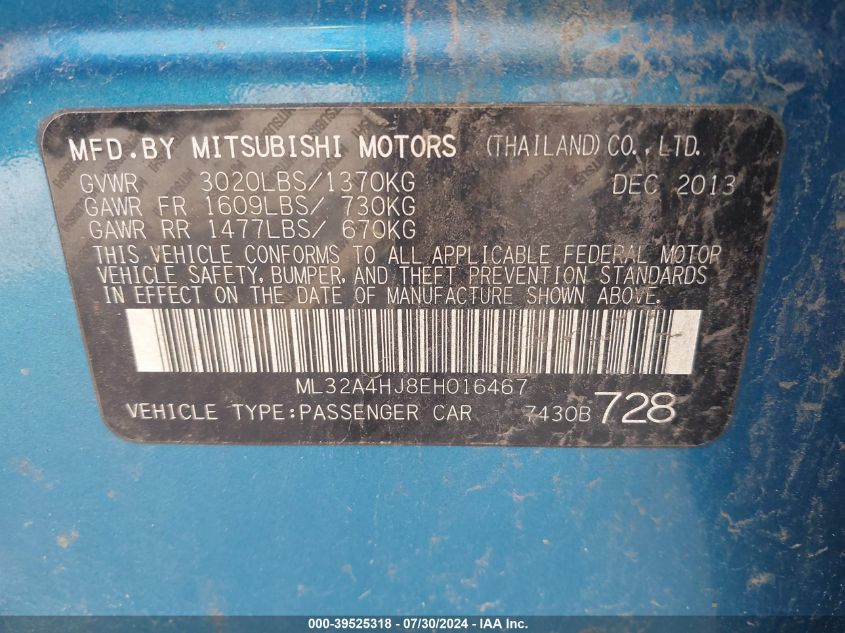 MFD.BY MITSUBISHI MOTORS (THAILAND)CO.,LTD.
GVWR 3020LBS/1370KG DEC 2013
GAWR FR 1609LBS/ 730KG
GAWR RR 1477LBS/ 670KG
THIS VEHICLE CONFORMS TO ALL APPLICABLE FEDERAL MOTOR
VEHICLE SAFETY, BUMPER, AND THEFT PREVENTION STANDARDS
IN EFFECT ON THE DATE OF MANUFACTURE SHOWN ABOVE.
ML32A4HJ8EH016467
VEHICLE TYPE:PASSENGER CAR 7430B 728
000-39525318 - 07/30/2024 - IAA Inc.